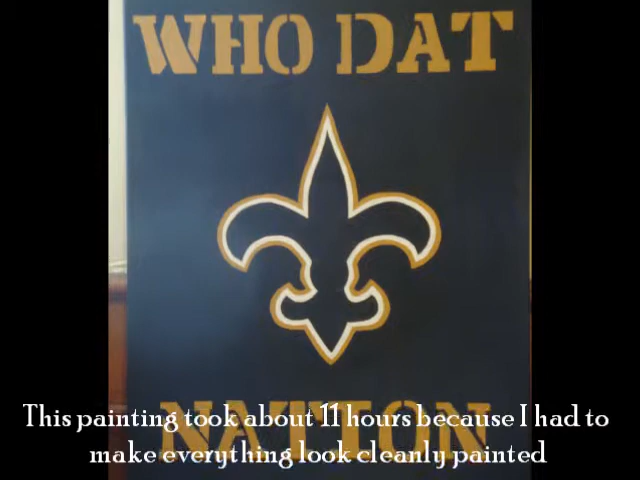 WHO DAT
NATION
This painting took about 11 hours because I had to
make everything look cleanly painted